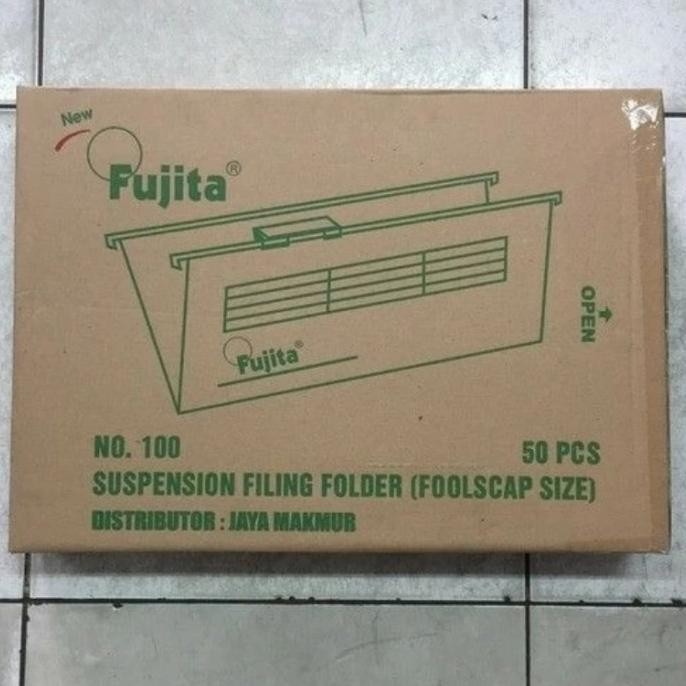 New
Fujita®
OPEN
Fujita®
NO. 100
50 PCS
SUSPENSION FILING FOLDER (FOOLSCAP SIZE)
DISTRIBUTOR : JAYA MAKMUR